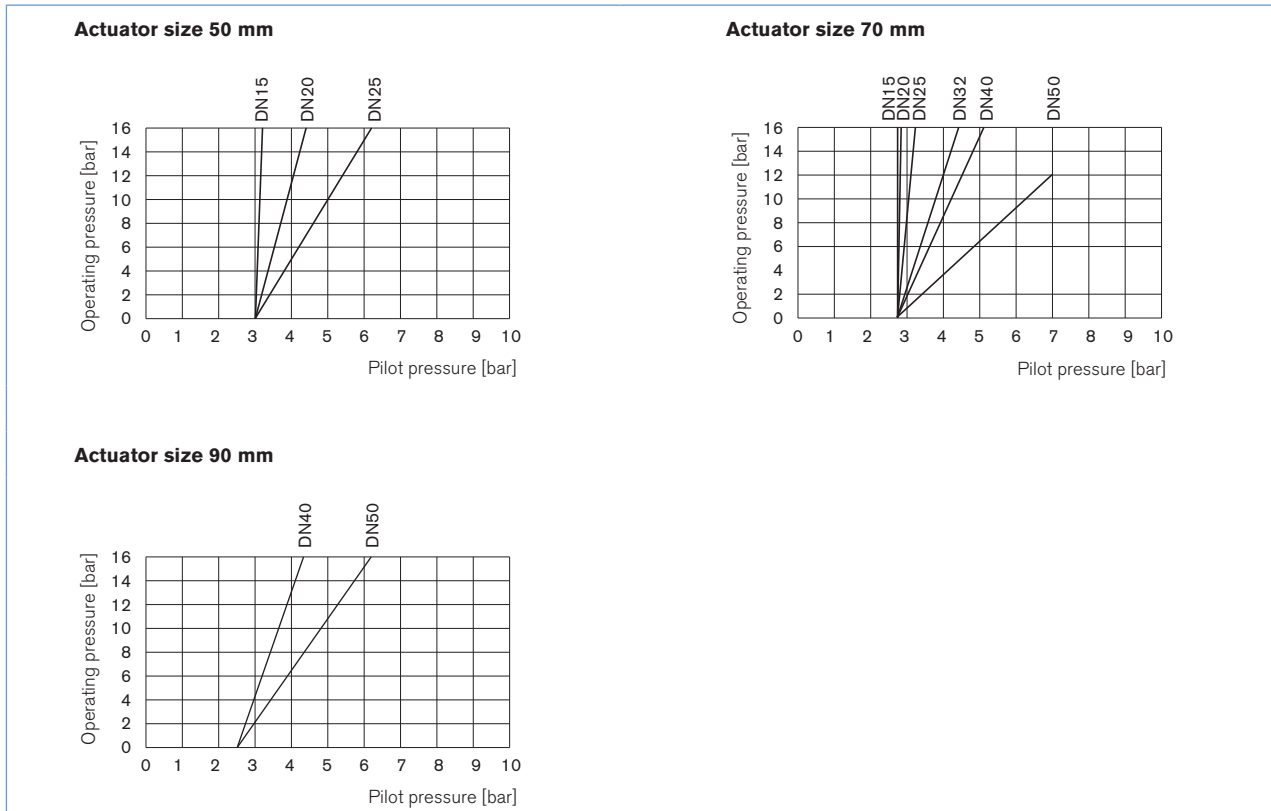 Actuator size 50 mm
DN15
DN20
DN25
Operating pressure [bar]
16
14
12
10
8
6
4
2
0
0 1 2 3 4 5 6 7 8 9 10
Pilot pressure [bar]
Actuator size 70 mm
DN15
DN20
DN25
DN32
DN40
DN50
Operating pressure [bar]
16
14
12
10
8
6
4
2
0
0 1 2 3 4 5 6 7 8 9 10
Pilot pressure [bar]
Actuator size 90 mm
DN40
DN50
Operating pressure [bar]
16
14
12
10
8
6
4
2
0
0 1 2 3 4 5 6 7 8 9 10
Pilot pressure [bar]